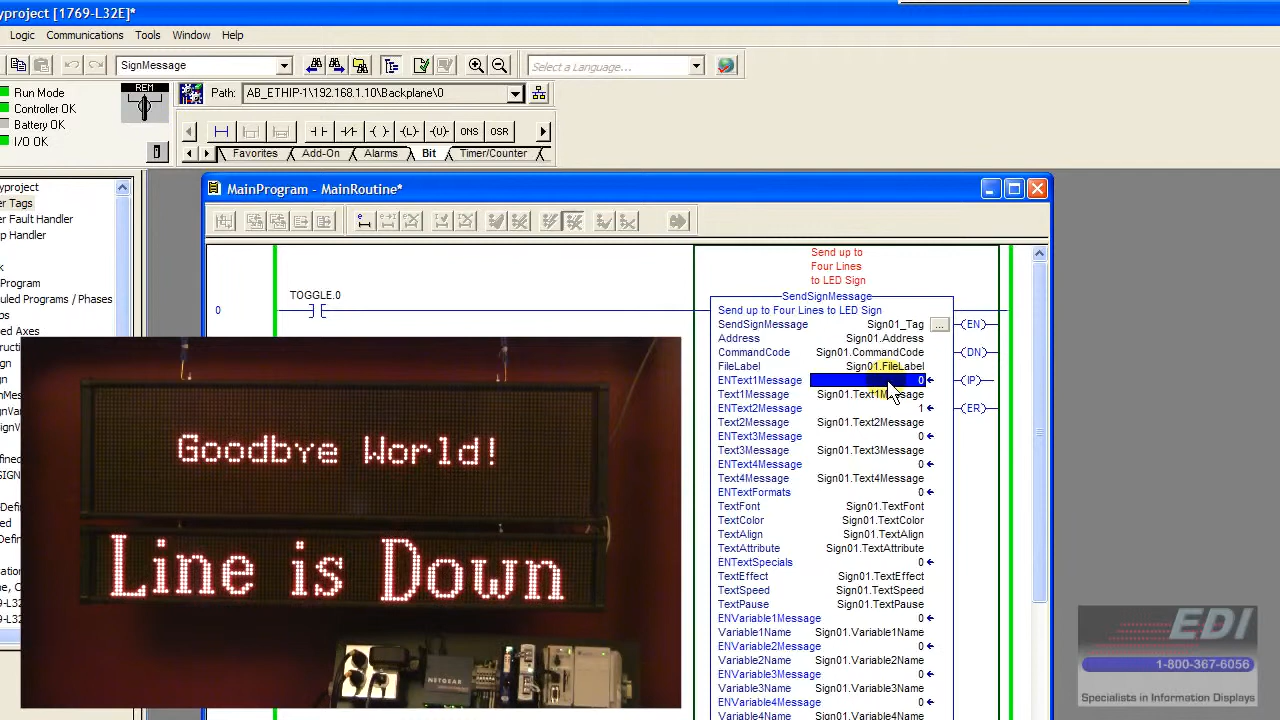 yproject [1769-L32E]*
Logic Communications Tools Window Help
SignMessage
Select a Language...
Run Mode
Controller OK
Battery OK
I/O OK
REM
Path: AB_ETHIP-1\192.168.1.10\Backplane\0
ONS OSR
Favorites Add-On Alarms Bit Timer/Counter
yproject
er Tags
er Fault Handler
p Handler
k
Program
uled Programs / Phases
ed Axes
MainProgram - MainRoutine*
Send up to
Four Lines
to LED Sign
TOGGLE.0
0
SendSignMessage
Send up to Four Lines to LED Sign
SendSignMessage Sign01_Tag ... (EN)
Address Sign01.Address
CommandCode Sign01.CommandCode (DN)
FileLabel Sign01.FileLabel
ENText1Message 0 (IP)
Text1Message Sign01.Text1Message
ENText2Message 1 (ER)
Text2Message Sign01.Text2Message
ENText3Message 0
Text3Message Sign01.Text3Message
ENText4Message 0
Text4Message Sign01.Text4Message
ENTextFormats 0
TextFont Sign01.TextFont
TextColor Sign01.TextColor
TextAlign Sign01.TextAlign
TextAttribute Sign01.TextAttribute
ENTextSpecials 0
TextEffect Sign01.TextEffect
TextSpeed Sign01.TextSpeed
TextPause Sign01.TextPause
ENVariable1Message 0
Variable1Name Sign01.Variable1Name
ENVariable2Message 0
Variable2Name Sign01.Variable2Name
ENVariable3Message 0
Variable3Name Sign01.Variable3Name
ENVariable4Message 0
Variable4Name Sign01.Variable4Name
Goodbye World!
Line is Down
NETGEAR
EDI
1-800-367-6056
Specialists in Information Displays